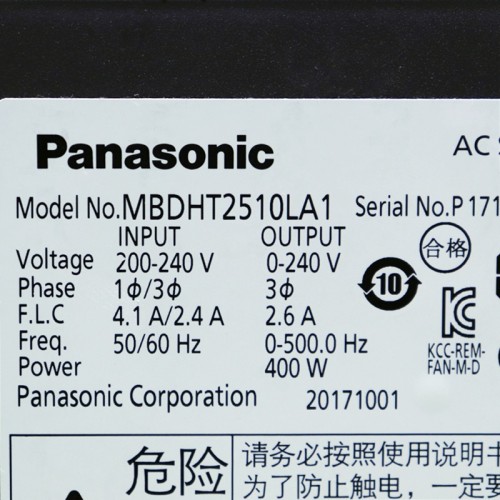 Panasonic
AC
Model No.MBDHT2510LA1 Serial No.P 171
INPUT OUTPUT
Voltage 200-240 V 0-240 V
合格
Phase 1ϕ/3ϕ 3ϕ
10
F.L.C 4.1 A/2.4 A 2.6 A
Freq. 50/60 Hz 0-500.0 Hz
KCC-REM-
FAN-M-D
Power 400 W
Panasonic Corporation 20171001
危险
请务必按照使用说明书
为了防止触电，一定要